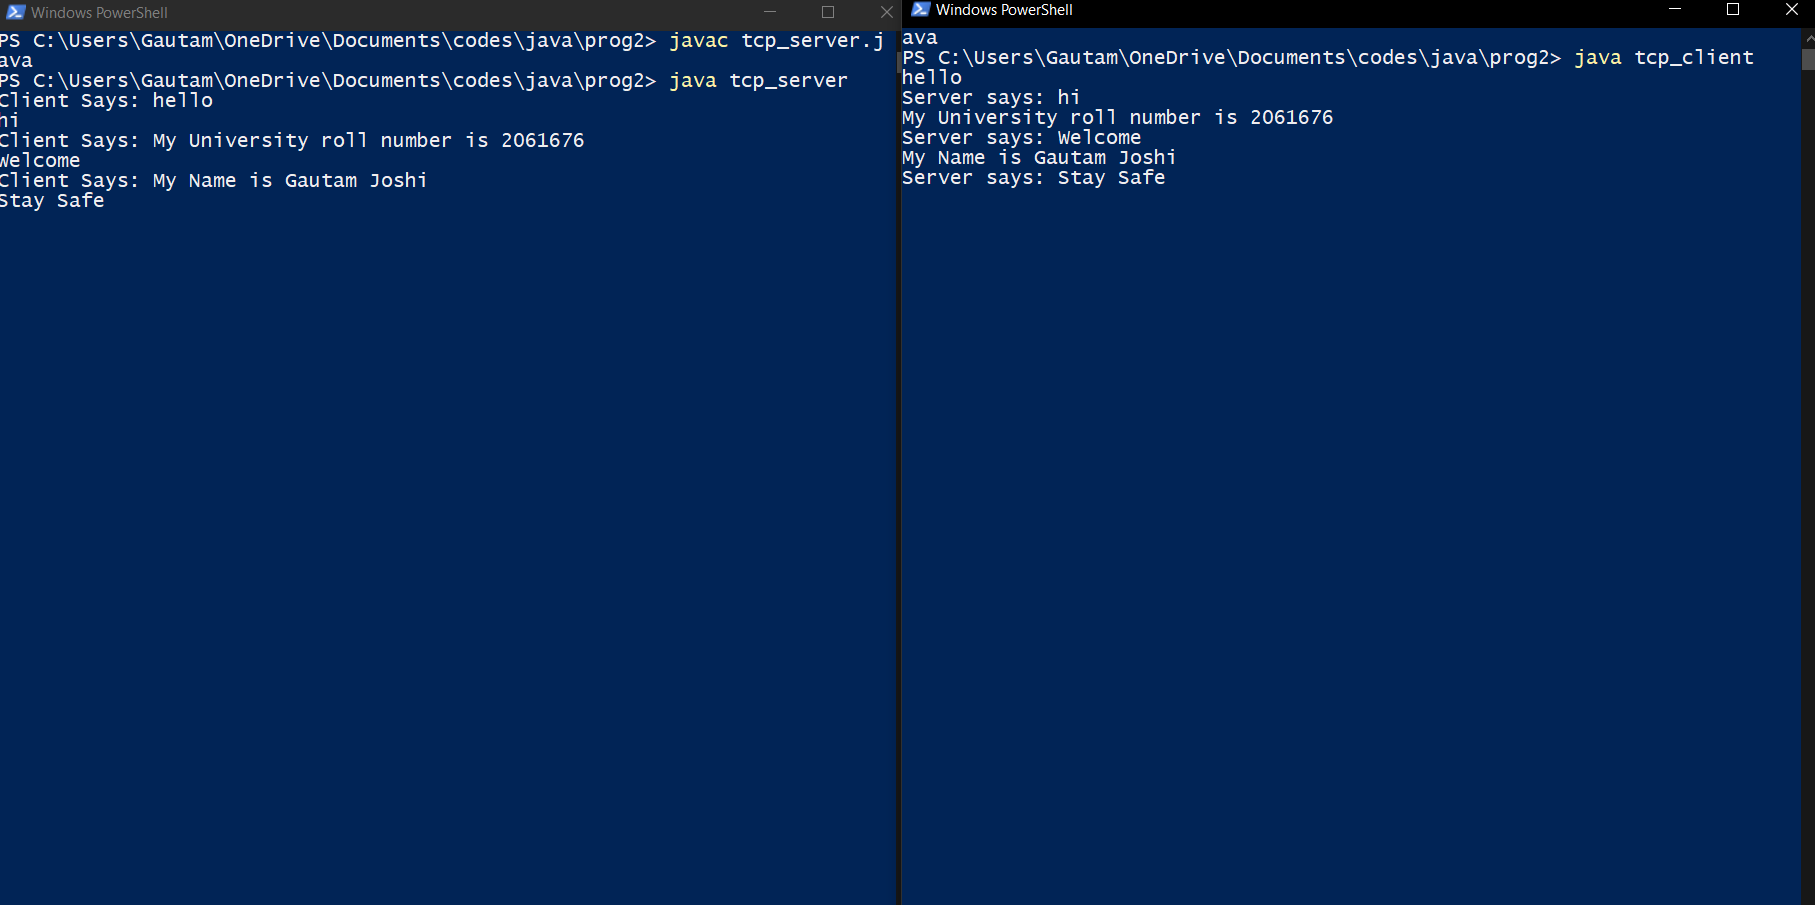 Windows PowerShell
PS C:\Users\Gautam\OneDrive\Documents\codes\java\prog2> javac tcp_server.j
ava
PS C:\Users\Gautam\OneDrive\Documents\codes\java\prog2> java tcp_server
Client Says: hello
hi
Client Says: My University roll number is 2061676
Welcome
Client Says: My Name is Gautam Joshi
Stay Safe
Windows PowerShell
ava
PS C:\Users\Gautam\OneDrive\Documents\codes\java\prog2> java tcp_client
hello
Server says: hi
My University roll number is 2061676
Server says: Welcome
My Name is Gautam Joshi
Server says: Stay Safe